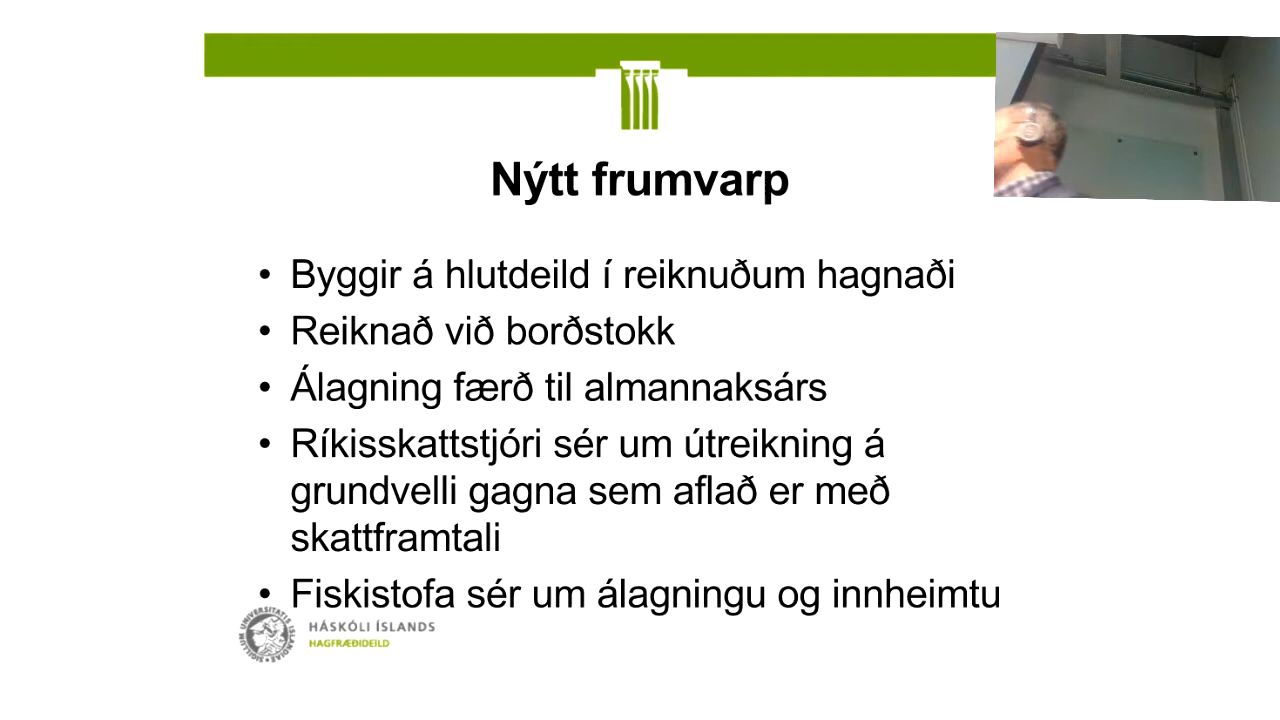 Nýtt frumvarp
• Byggir á hlutdeild í reiknuðum hagnaði
• Reiknað við borðstokk
• Álagning færð til almannaksárs
• Ríkisskattstjóri sér um útreikning á
grundvelli gagna sem aflað er með
skattframtali
• Fiskistofa sér um álagningu og innheimtu
HÁSKÓLI ÍSLANDS
HAGFRÆÐIDEILD